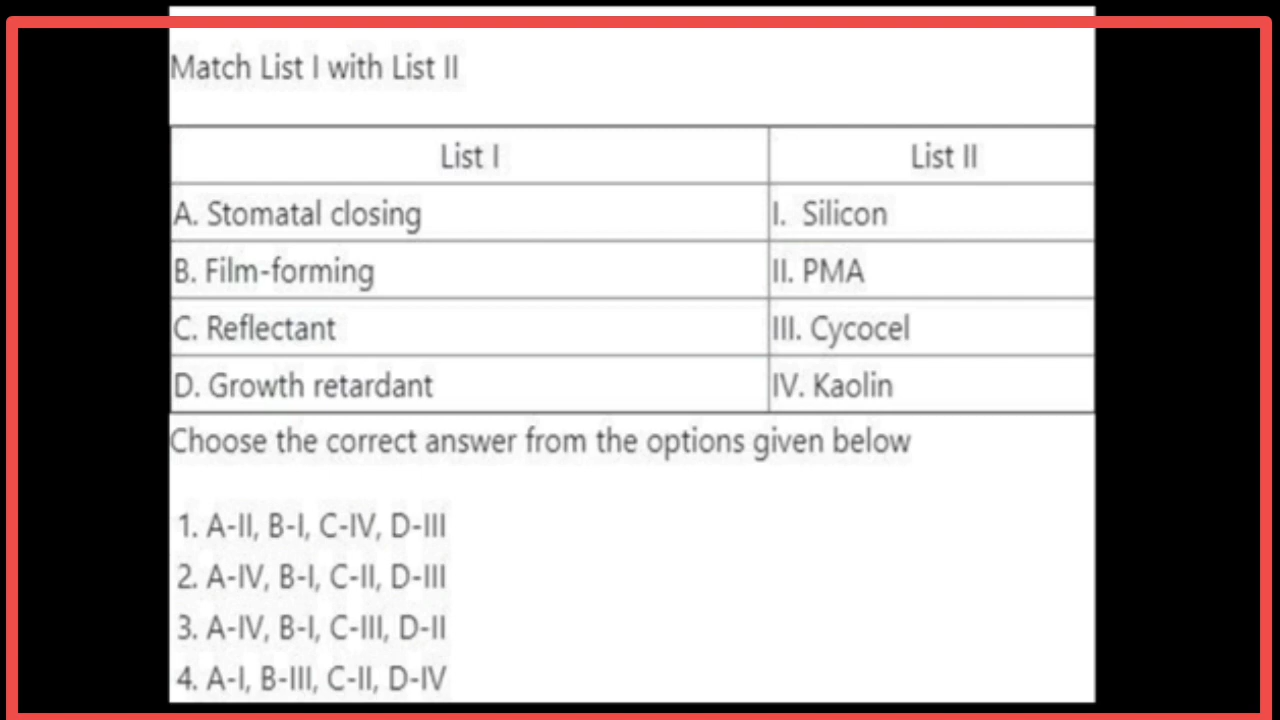 Match List I with List II
List I List II
A. Stomatal closing I. Silicon
B. Film-forming II. PMA
C. Reflectant III. Cycocel
D. Growth retardant IV. Kaolin
Choose the correct answer from the options given below
1. A-II, B-I, C-IV, D-III
2. A-IV, B-I, C-II, D-III
3. A-IV, B-I, C-III, D-II
4. A-I, B-III, C-II, D-IV